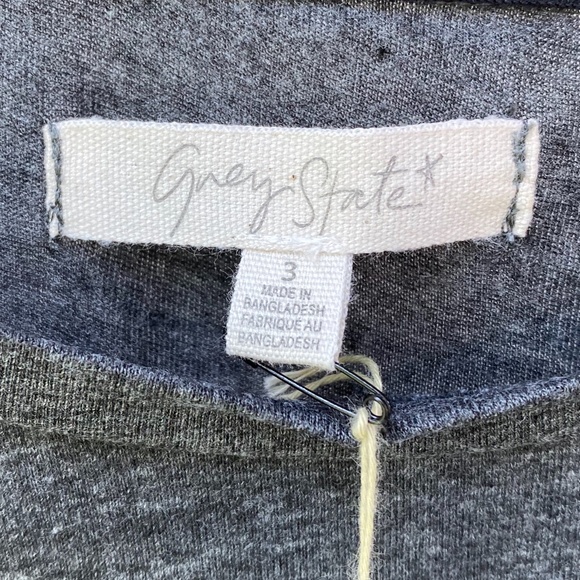 grey State*
3
MADE IN
BANGLADESH
FABRIQUÉ AU
BANGLADESH